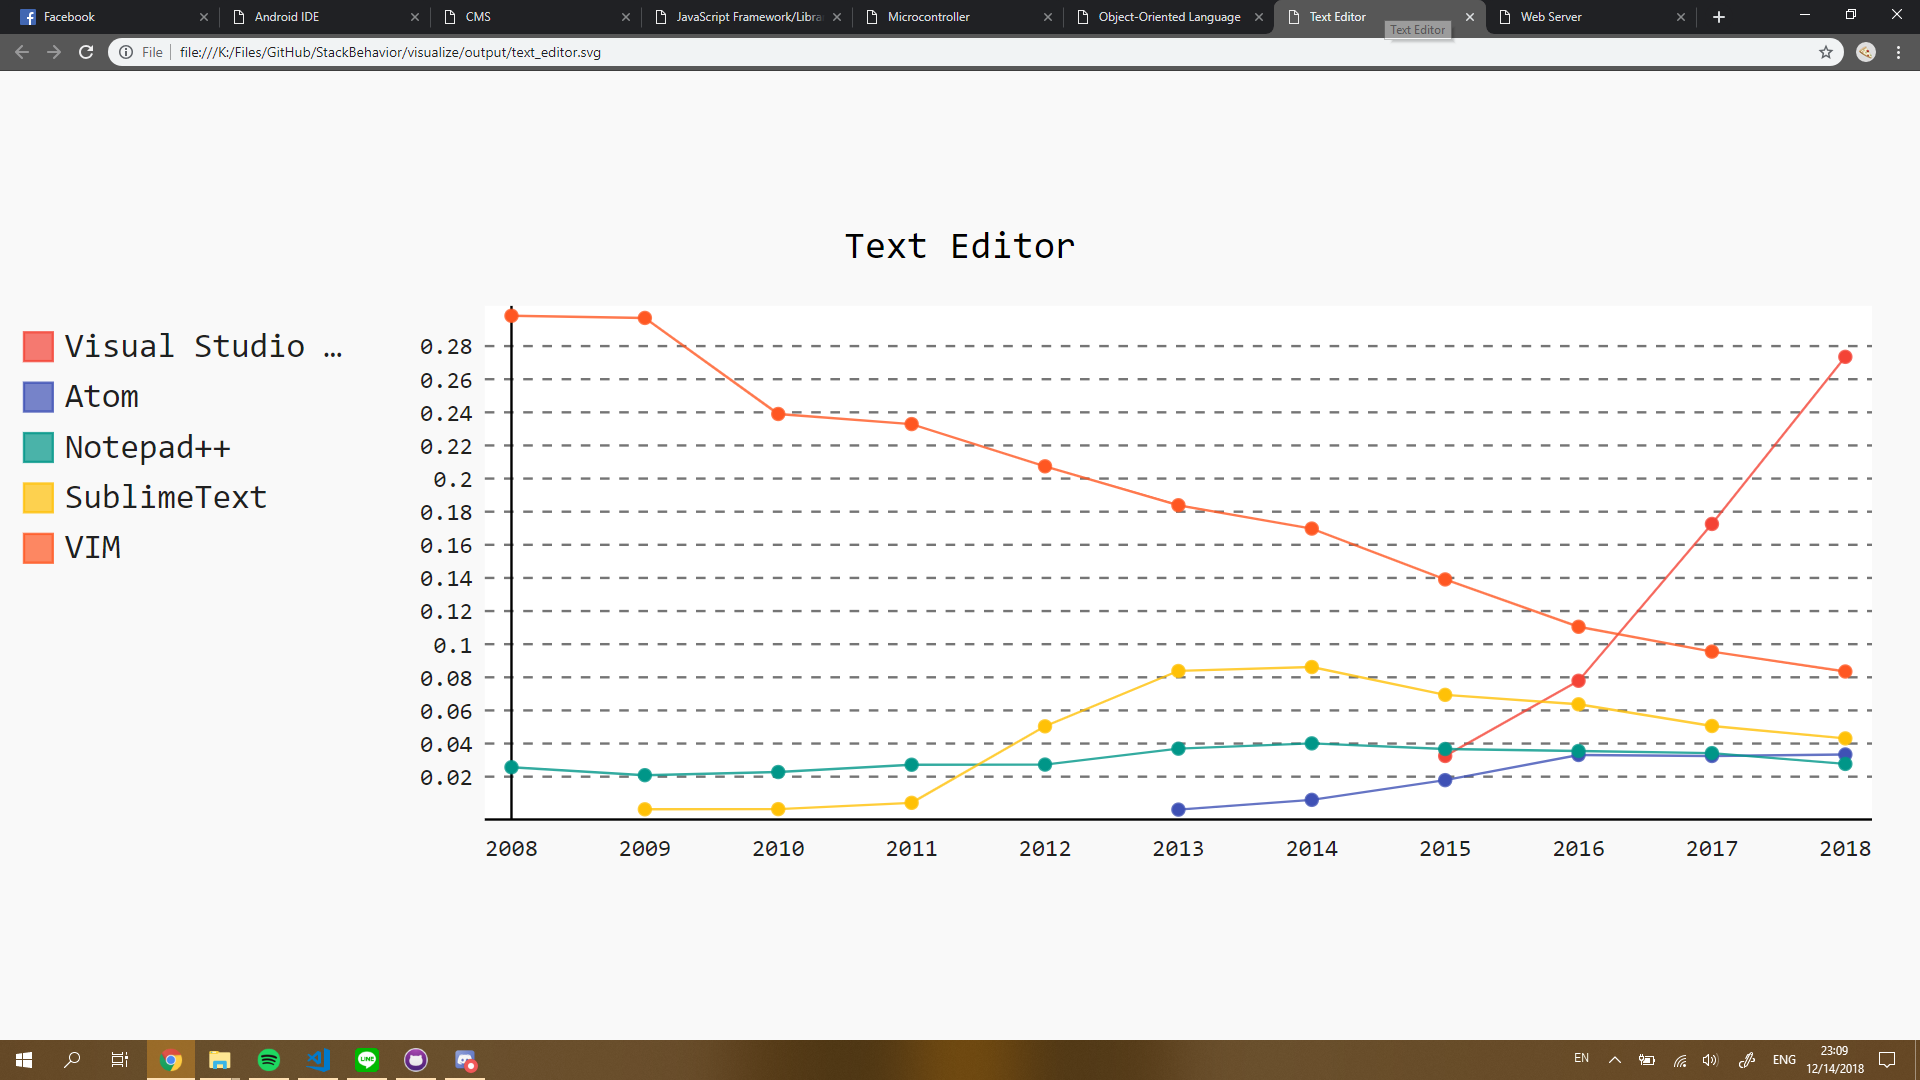 Facebook
Android IDE
CMS
JavaScript Framework/Libra
Microcontroller
Object-Oriented Language
Text Editor
Web Server
Text Editor
File
file:///K:/Files/GitHub/StackBehavior/visualize/output/text_editor.svg
Text Editor
Visual Studio …
Atom
Notepad++
SublimeText
VIM
0.28
0.26
0.24
0.22
0.2
0.18
0.16
0.14
0.12
0.1
0.08
0.06
0.04
0.02
2008 2009 2010 2011 2012 2013 2014 2015 2016 2017 2018
LINE
EN
ENG
23:09
12/14/2018